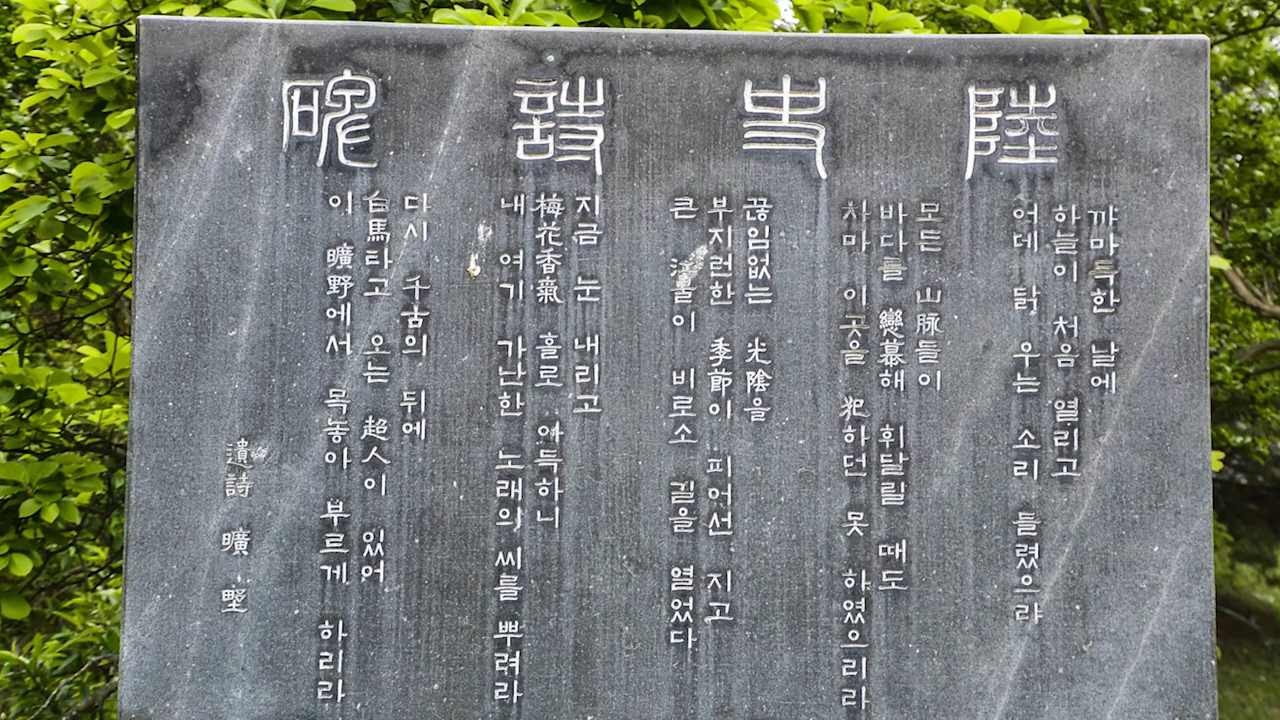 陸史詩碑
까마득한 날에
하늘이 처음 열리고
어데 닭 우는 소리 들렸으랴
모든 山脉들이
바다를 戀慕해 휘달릴 때도
차마 이곳을 犯하던 못 하였으리라
끊임없는 光陰을
부지런한 季節이 피어선 지고
큰 江물이 비로소 길을 열었다
지금 눈 내리고
梅花香氣 홀로 아득하니
내 여기 가난한 노래의 씨를 뿌려라
다시 千古의 뒤에
白馬타고 오는 超人이 있어
이 曠野에서 목놓아 부르게 하리라
遺詩 曠野